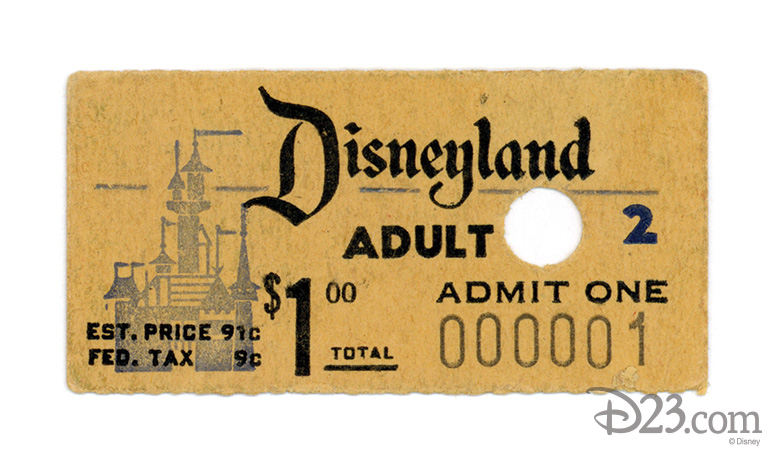 Disneyland
ADULT 2
$1 00 TOTAL
ADMIT ONE
000001
EST. PRICE 91c
FED. TAX 9c
D23.com
© Disney